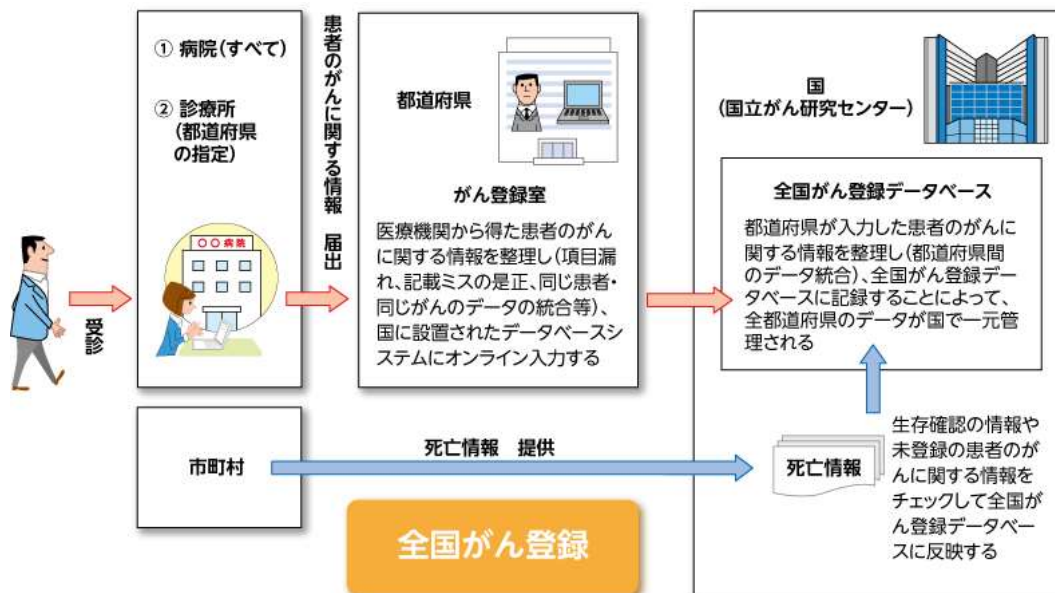 ① 病院(すべて)
② 診療所
(都道府県
の指定)
〇〇病院
受診
患者のがんに関する情報 届出
都道府県
がん登録室
医療機関から得た患者のがん
に関する情報を整理し(項目漏
れ、記載ミスの是正、同じ患者・
同じがんのデータの統合等)、
国に設置されたデータベースシ
ステムにオンライン入力する
国
(国立がん研究センター)
全国がん登録データベース
都道府県が入力した患者のがんに
関する情報を整理し(都道府県間
のデータ統合)、全国がん登録デー
タベースに記録することによって、
全都道府県のデータが国で一元管
理される
市町村
死亡情報 提供
死亡情報
生存確認の情報や
未登録の患者のが
んに関する情報を
チェックして全国が
ん登録データベー
スに反映する
全国がん登録